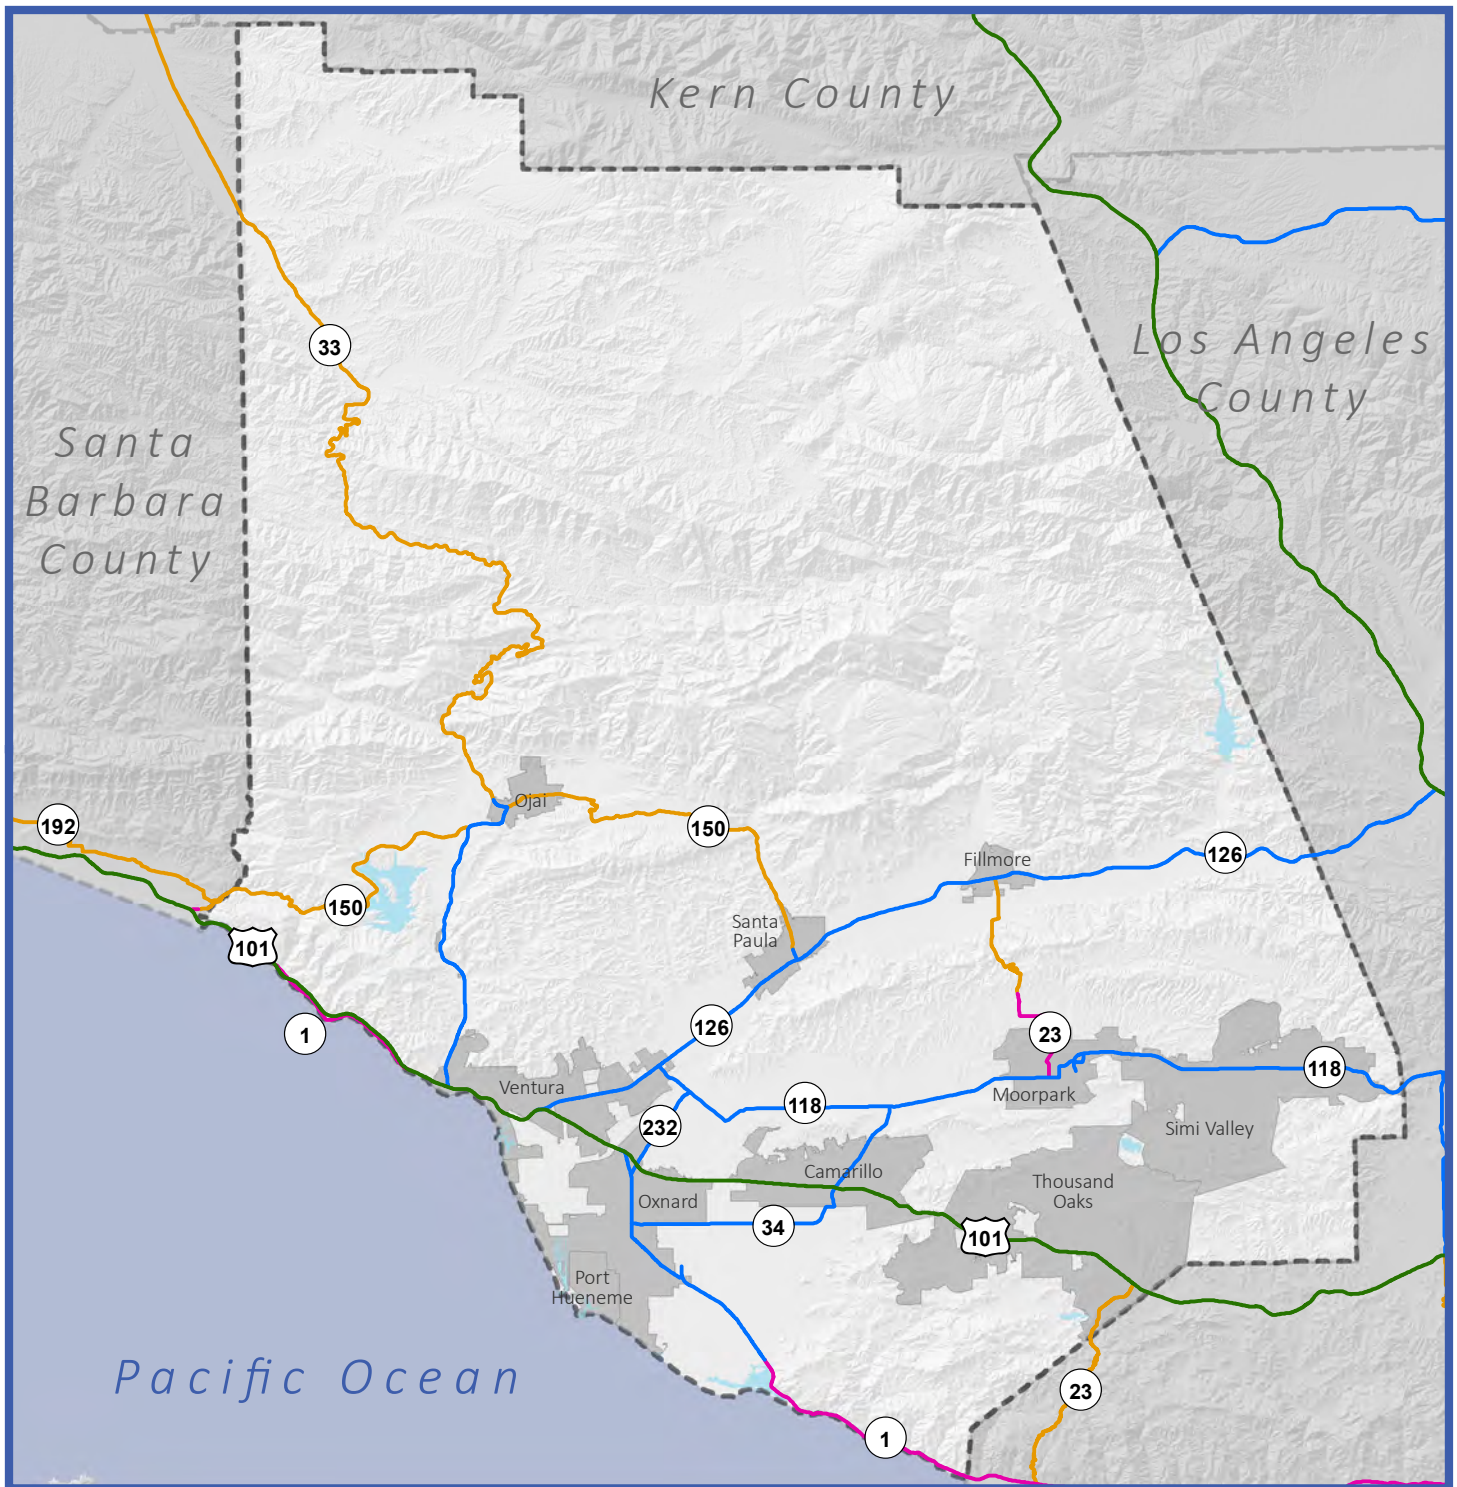 Kern County
Los Angeles
County
33
Santa
Barbara
County
Ojai
192
150
150
Fillmore
126
150
Santa
Paula
101
126
1
23
118
Ventura
118
Moorpark
232
Simi Valley
Camarillo
Thousand
Oaks
Oxnard
34
101
Port
Hueneme
Pacific Ocean
23
1